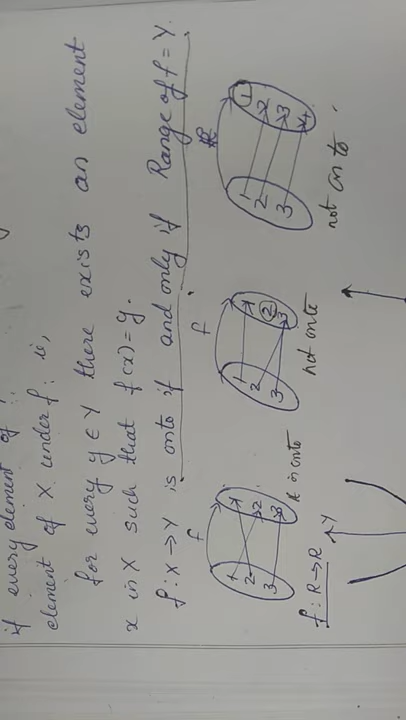 if every element of
element of X under f: ie,
for every y ∈ Y there exists an element
x in X such that f(x) = y.
f: X → Y is onto if and only if Range of f = Y.
f
1 2 3
1 2 3
is onto
f
1 2 3
1 2 3
not onto
1 2 3
1 2 3 4
not onto
f: R → R
Y